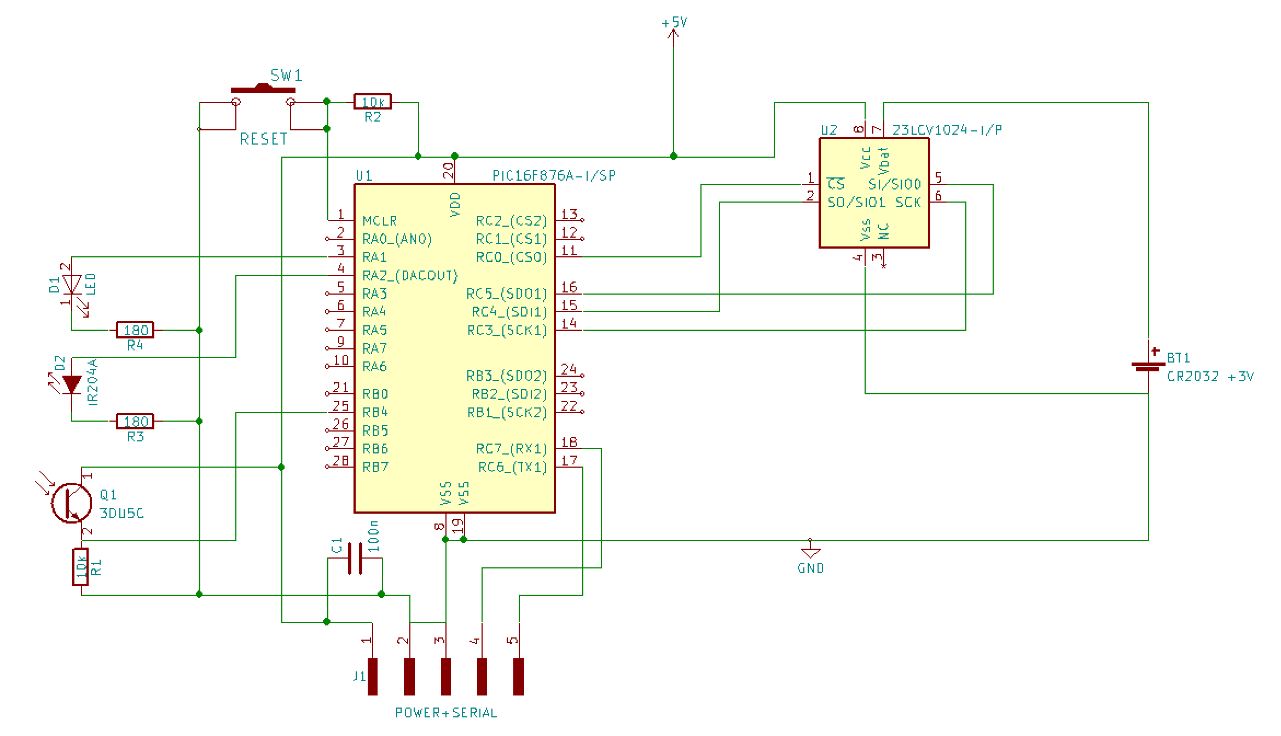 +5V
SW1
10k
R2
RESET
U2
8
7
23LCV1024-I/P
Vcc
Vbat
1
CS
SI/SIO0
5
2
SO/SIO1
SCK
6
Vss
NC
4
3
U1
20
PIC16F876A-I/SP
VDD
1 MCLR
2 RA0_(AN0)
3 RA1
4 RA2_(DACOUT)
5 RA3
6 RA4
7 RA5
9 RA7
10 RA6
21 RB0
25 RB4
26 RB5
27 RB6
28 RB7
RC2_(CS2) 13
RC1_(CS1) 12
RC0_(CS0) 11
RC5_(SDO1) 16
RC4_(SDI1) 15
RC3_(SCK1) 14
RB3_(SDO2) 24
RB2_(SDI2) 23
RB1_(SCK2) 22
RC7_(RX1) 18
RC6_(TX1) 17
VSS VSS
8 19
D1
2
1
LED
180
R4
D2
IR204A
180
R3
1
Q1
3DU5C
2
10k
R1
C1
100n
+
BT1
CR2032 +3V
GND
1 2 3 4 5
J1
POWER+SERIAL